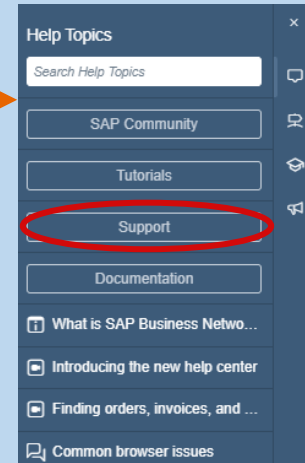 Help Topics
Search Help Topics
SAP Community
Tutorials
Support
Documentation
What is SAP Business Netwo...
Introducing the new help center
Finding orders, invoices, and ...
Common browser issues